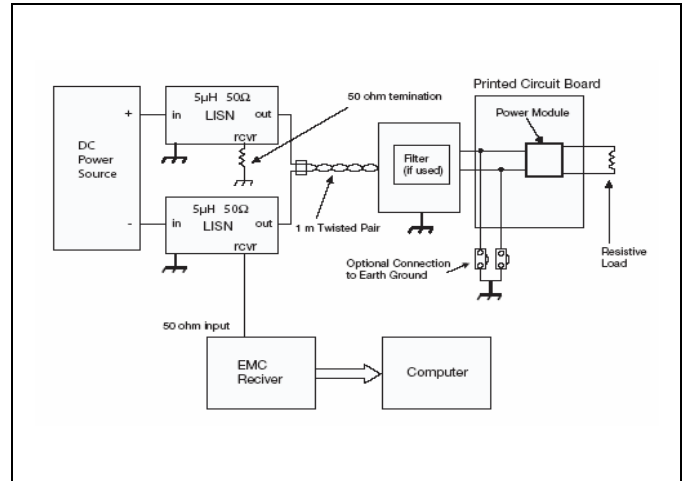 Printed Circuit Board
5µH 50Ω
LISN
in
out
rcvr
50 ohm temination
Power Module
+
DC
Power
Source
-
Filter
(if used)
5µH 50Ω
LISN
in
out
rcvr
1 m Twisted Pair
Resistive
Load
Optional Connection
to Earth Ground
50 ohm input
EMC
Reciver
Computer